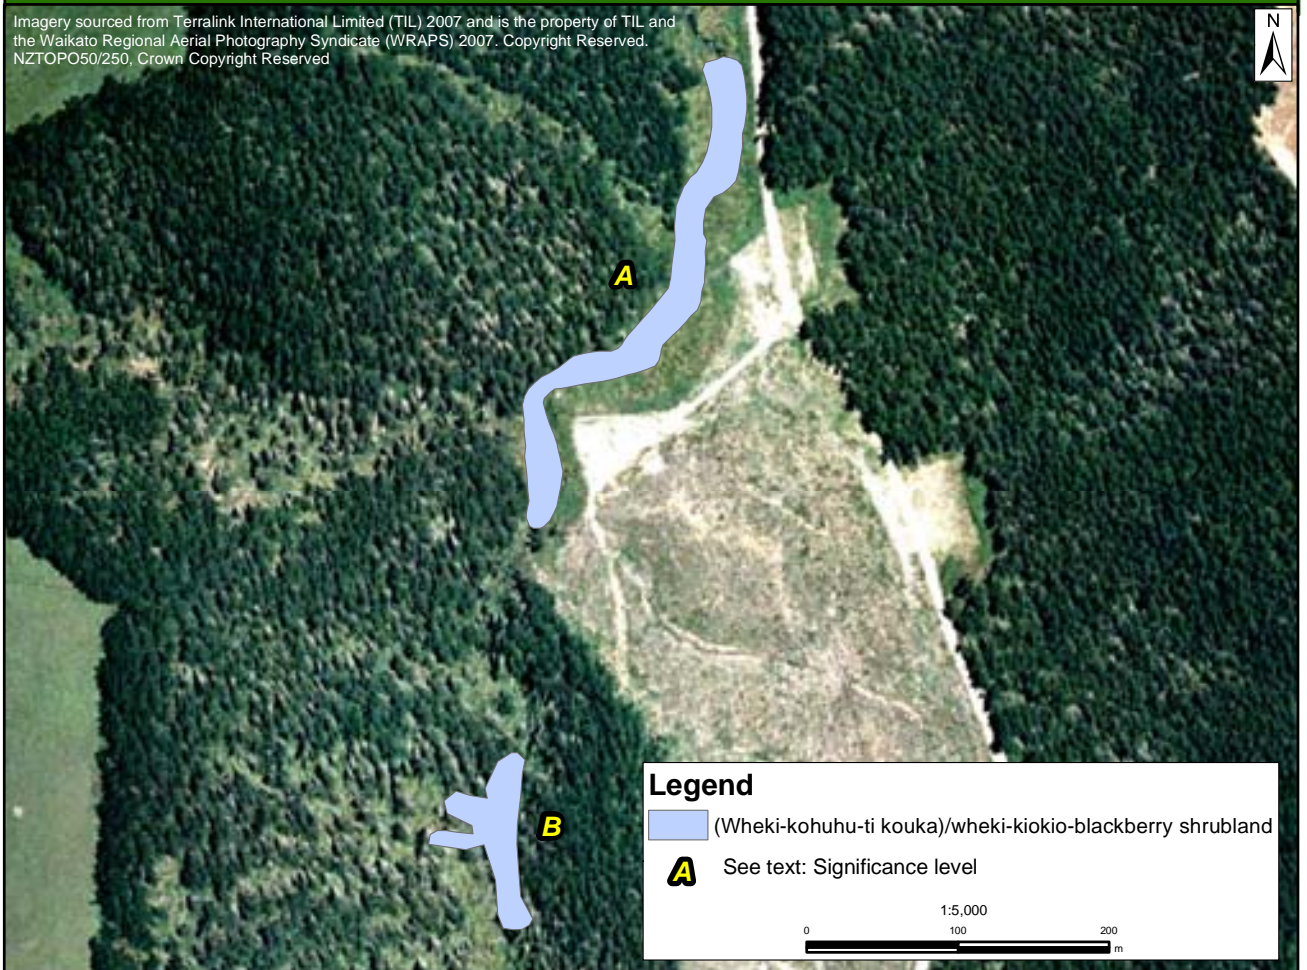 Imagery sourced from Terralink International Limited (TIL) 2007 and is the property of TIL and
the Waikato Regional Aerial Photography Syndicate (WRAPS) 2007. Copyright Reserved.
NZTOPO50/250, Crown Copyright Reserved
N
A
B
Legend
(Wheki-kohuhu-ti kouka)/wheki-kiokio-blackberry shrubland
A See text: Significance level
1:5,000
0 100 200
m